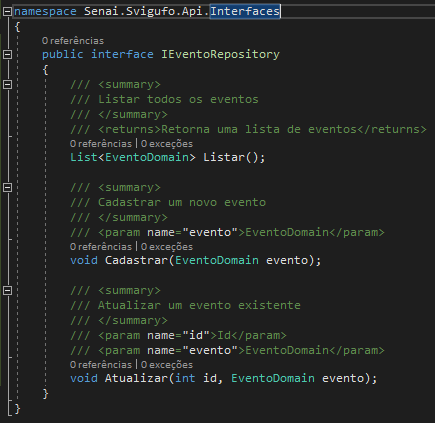 namespace Senai.Svigufo.Api.Interfaces
{
0 referências
public interface IEventoRepository
{
/// <summary>
/// Listar todos os eventos
/// </summary>
/// <returns>Retorna uma lista de eventos</returns>
0 referências | 0 exceções
List<EventoDomain> Listar();
/// <summary>
/// Cadastrar um novo evento
/// </summary>
/// <param name="evento">EventoDomain</param>
0 referências | 0 exceções
void Cadastrar(EventoDomain evento);
/// <summary>
/// Atualizar um evento existente
/// </summary>
/// <param name="id">Id</param>
/// <param name="evento">EventoDomain</param>
0 referências | 0 exceções
void Atualizar(int id, EventoDomain evento);
}
}